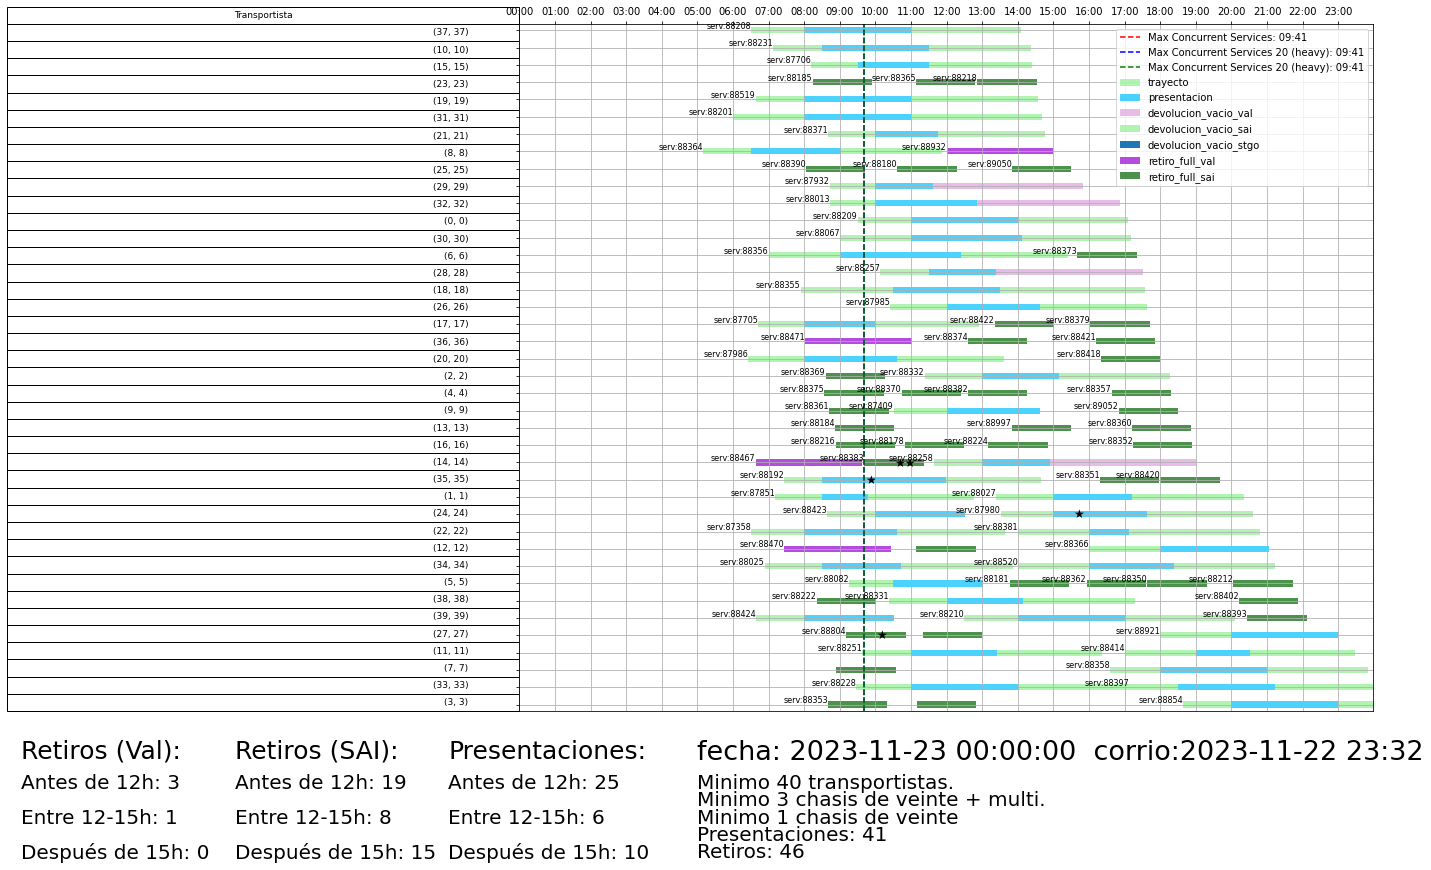 Transportista
00:00 01:00 02:00 03:00 04:00 05:00 06:00 07:00 08:00 09:00 10:00 11:00 12:00 13:00 14:00 15:00 16:00 17:00 18:00 19:00 20:00 21:00 22:00 23:00
(37, 37) serv:88208
(10, 10) serv:88231
(15, 15) serv:87706
(23, 23) serv:88185 serv:88365 serv:88218
(19, 19) serv:88519
(31, 31) serv:88201
(21, 21) serv:88371
(8, 8) serv:88364 serv:88932
(25, 25) serv:88390 serv:88180 serv:89050
(29, 29) serv:87932
(32, 32) serv:88013
(0, 0) serv:88209
(30, 30) serv:88067
(6, 6) serv:88356 serv:88373
(28, 28) serv:88257
(18, 18) serv:88355
(26, 26) serv:87985
(17, 17) serv:87705 serv:88422 serv:88379
(36, 36) serv:88471 serv:88374 serv:88421
(20, 20) serv:87986 serv:88418
(2, 2) serv:88369 serv:88332
(4, 4) serv:88375 serv:88370 serv:88382 serv:88357
(9, 9) serv:88361 serv:87409 serv:89052
(13, 13) serv:88184 serv:88997 serv:88360
(16, 16) serv:88216 serv:88178 serv:88224 serv:88352
(14, 14) serv:88467 serv:88383 serv:88258
(35, 35) serv:88192 serv:88351 serv:88420
(1, 1) serv:87851 serv:88027
(24, 24) serv:88423 serv:87980
(22, 22) serv:87358 serv:88381
(12, 12) serv:88470 serv:88366
(34, 34) serv:88025 serv:88520
(5, 5) serv:88082 serv:88181 serv:88362 serv:88350 serv:88212
(38, 38) serv:88222 serv:88331 serv:88402
(39, 39) serv:88424 serv:88210 serv:88393
(27, 27) serv:88804 serv:88921
(11, 11) serv:88251 serv:88414
(7, 7) serv:88358
(33, 33) serv:88228 serv:88397
(3, 3) serv:88353 serv:88854
Max Concurrent Services: 09:41
Max Concurrent Services 20 (heavy): 09:41
Max Concurrent Services 20 (heavy): 09:41
trayecto
presentacion
devolucion_vacio_val
devolucion_vacio_sai
devolucion_vacio_stgo
retiro_full_val
retiro_full_sai
Retiros (Val):
Antes de 12h: 3
Entre 12-15h: 1
Después de 15h: 0
Retiros (SAI):
Antes de 12h: 19
Entre 12-15h: 8
Después de 15h: 15
Presentaciones:
Antes de 12h: 25
Entre 12-15h: 6
Después de 15h: 10
fecha: 2023-11-23 00:00:00 corrio:2023-11-22 23:32
Minimo 40 transportistas.
Minimo 3 chasis de veinte + multi.
Minimo 1 chasis de veinte
Presentaciones: 41
Retiros: 46